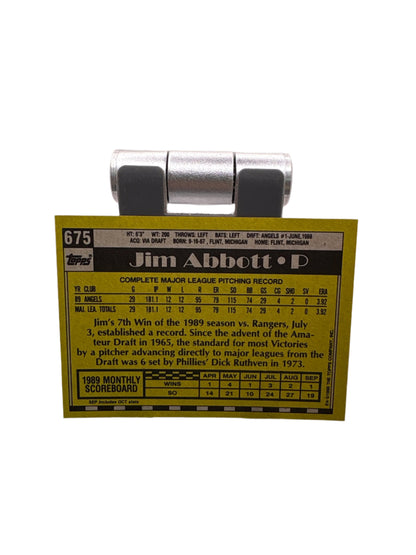 675
topps
HT: 6'3" WT: 200 THROWS: LEFT BATS: LEFT DRAFT: ANGELS #1-JUNE, 1988
ACQ: VIA DRAFT BORN: 9-19-67, FLINT, MICHIGAN HOME: FLINT, MICHIGAN
Jim Abbott • P
COMPLETE MAJOR LEAGUE PITCHING RECORD
YR CLUB G IP W L R ER SO BB GS CG SHO SV ERA
89 ANGELS 29 181.1 12 12 95 79 115 74 29 4 2 0 3.92
MAJ. LEA. TOTALS 29 181.1 12 12 95 79 115 74 29 4 2 0 3.92
Jim's 7th Win of the 1989 season vs. Rangers, July
3, established a record. Since the advent of the Ama-
teur Draft in 1965, the standard for most Victories
by a pitcher advancing directly to major leagues from the
Draft was 6 set by Phillies' Dick Ruthven in 1973.
1989 MONTHLY
SCOREBOARD
APR MAY JUN JUL AUG SEP
WINS 1 4 2 3 2 1
SO 14 21 10 24 27 19
SEP Includes OCT stats